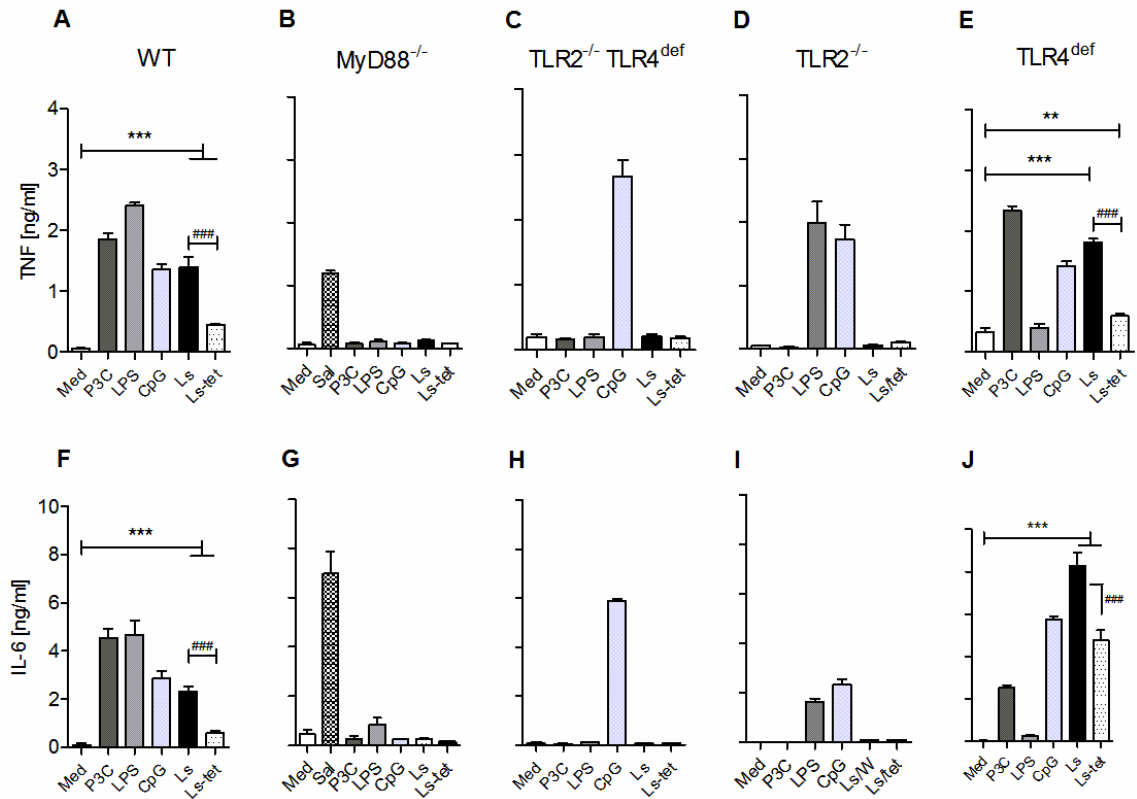 A
B
C
D
E
WT
MyD88-/-
TLR2-/- TLR4def
TLR2-/-
TLR4def
TNF [ng/ml]
4
3
2
1
0
***
###
**
***
###
Med P3C LPS CpG Ls Ls-tet
Med Sal P3C LPS CpG Ls Ls-tet
Med P3C LPS CpG Ls Ls-tet
Med P3C LPS CpG Ls Ls/tet
Med P3C LPS CpG Ls Ls-tet
F
G
H
I
J
IL-6 [ng/ml]
10
8
6
4
2
0
***
###
***
###
Med P3C LPS CpG Ls Ls-tet
Med Sal P3C LPS CpG Ls Ls-tet
Med P3C LPS CpG Ls Ls-tet
Med P3C LPS CpG Ls/W Ls/tet
Med P3C LPS CpG Ls Ls-tet